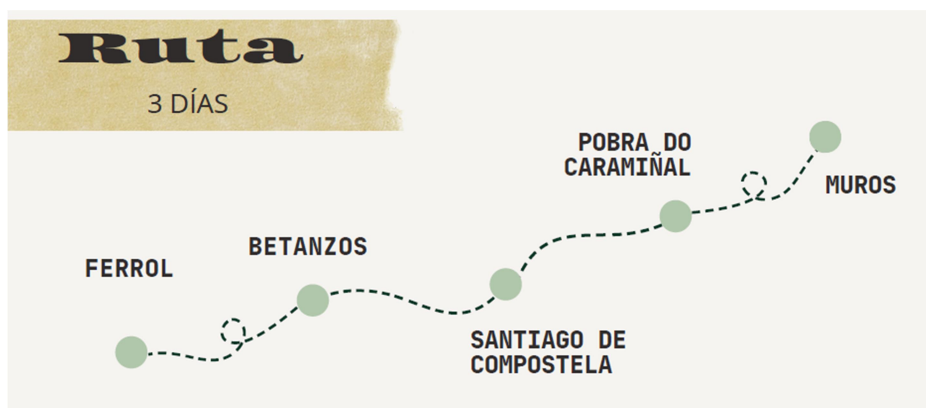 Ruta
3 DÍAS
FERROL
BETANZOS
SANTIAGO DE
COMPOSTELA
POBRA DO
CARAMIÑAL
MUROS